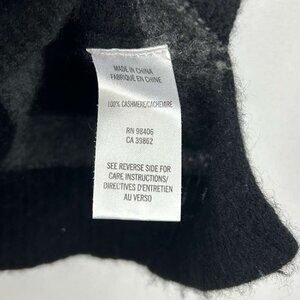 MADE IN CHINA
FABRIQUÉ EN CHINE
100% CASHMERE/CACHEMIRE
RN 98406
CA 39862
SEE REVERSE SIDE FOR
CARE INSTRUCTIONS/
DIRECTIVES D'ENTRETIEN
AU VERSO